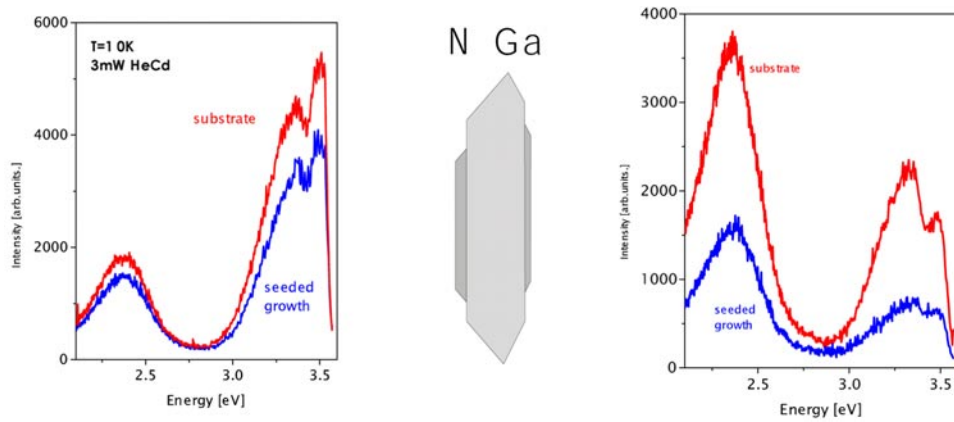 6000
T=10K
3mW HeCd
substrate
4000
Intensity [arb.units.]
2000
seeded
growth
0
2.5
3.0
3.5
Energy [eV]
N Ga
4000
substrate
3000
Intensity [arb.units.]
2000
1000
seeded
growth
0
2.5
3.0
3.5
Energy [eV]